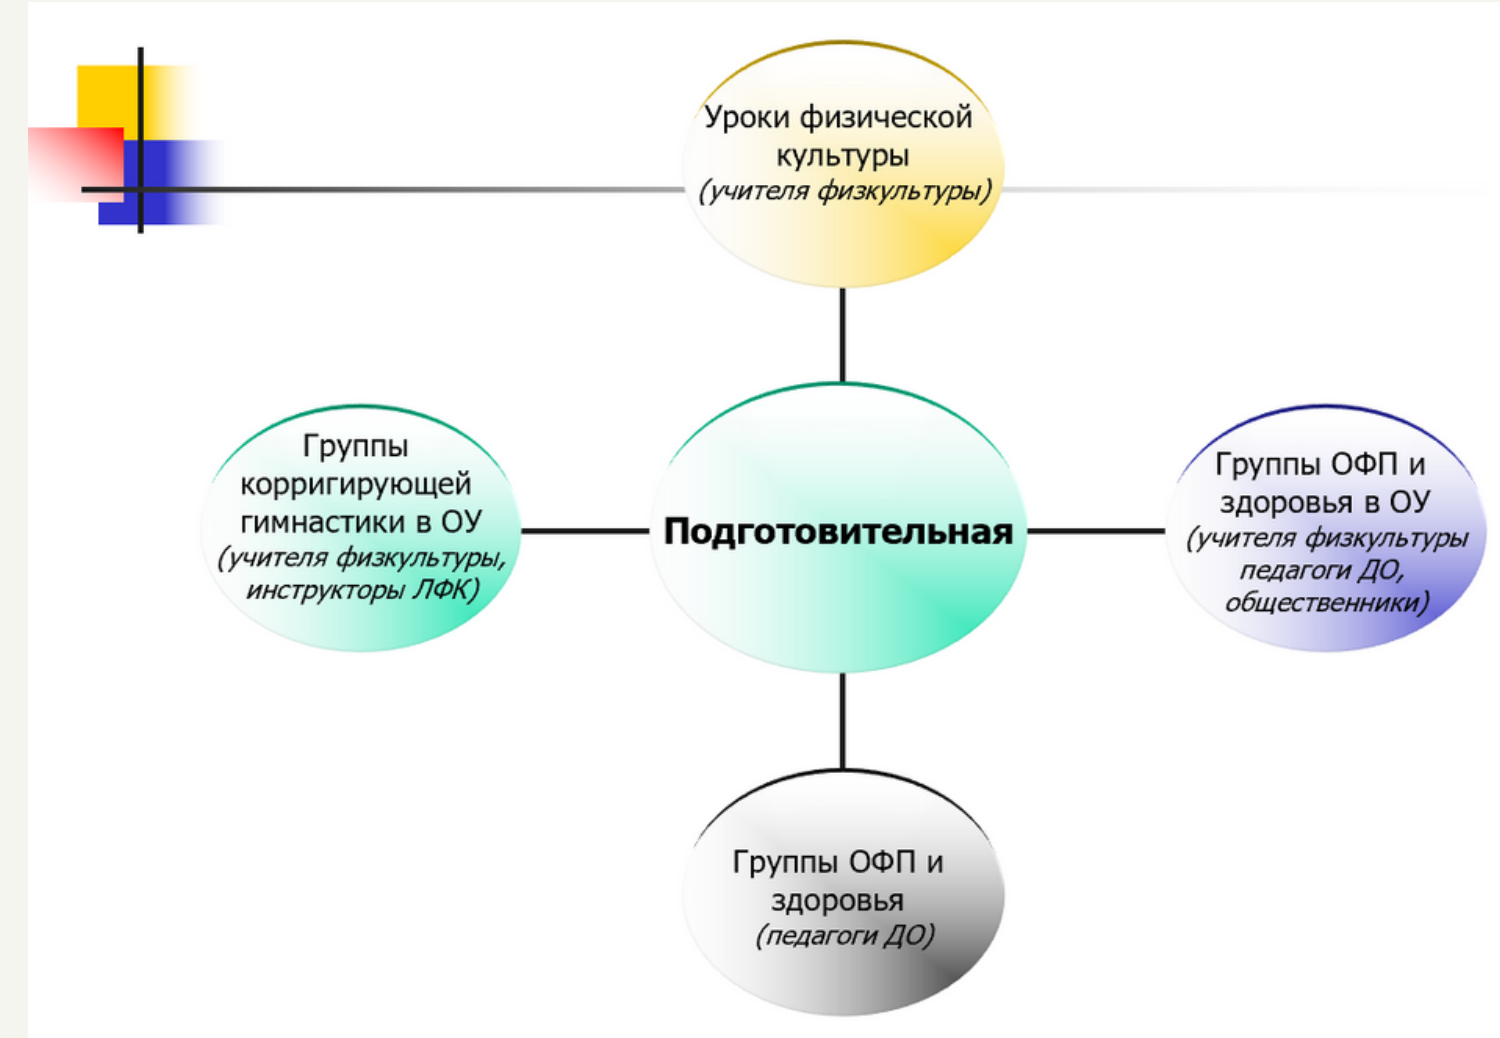 Уроки физической
культуры
(учителя физкультуры)
Группы
корригирующей
гимнастики в ОУ
(учителя физкультуры,
инструкторы ЛФК)
Подготовительная
Группы ОФП и
здоровья в ОУ
(учителя физкультуры
педагоги ДО,
общественники)
Группы ОФП и
здоровья
(педагоги ДО)